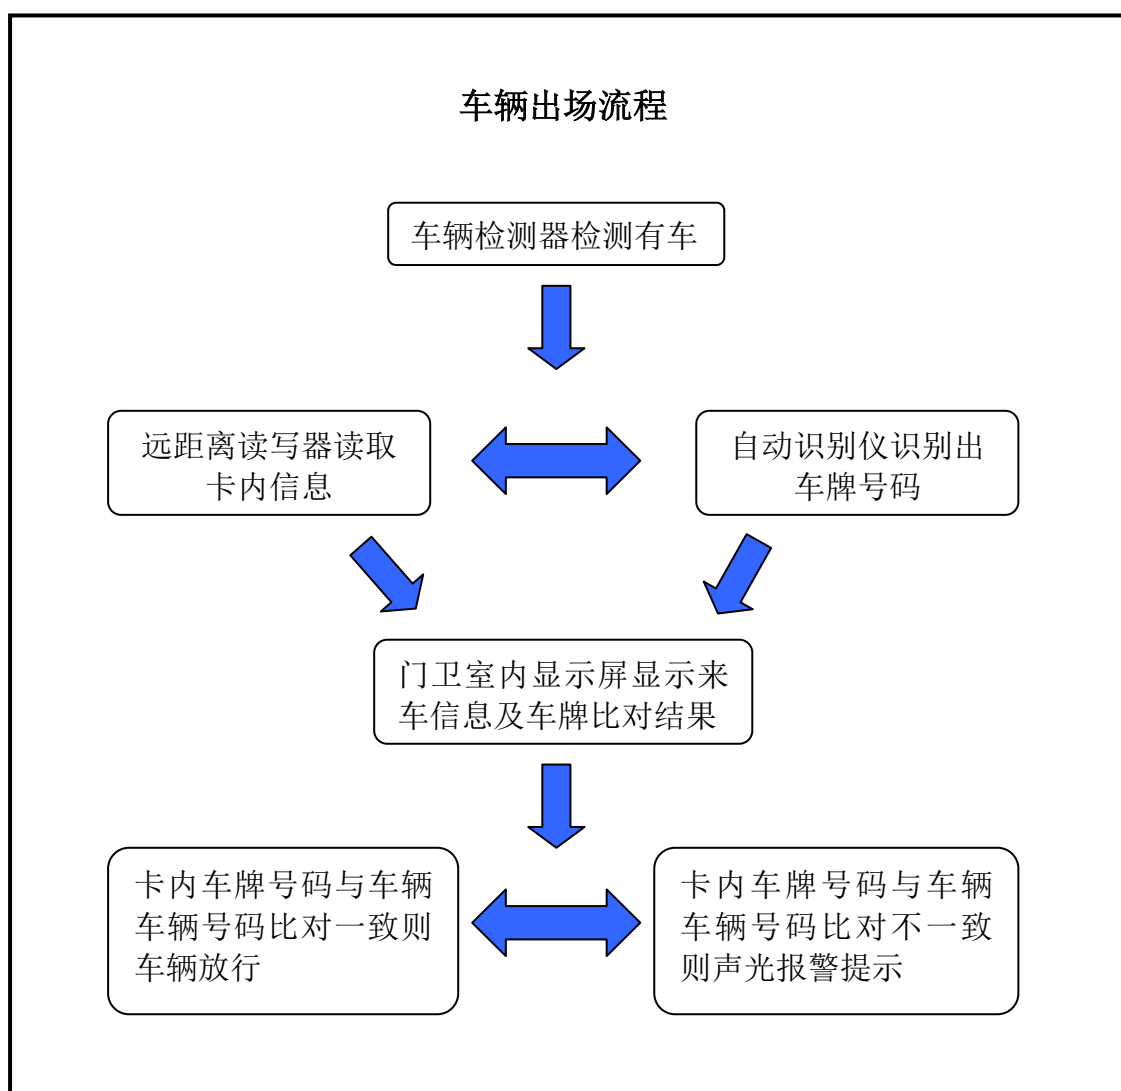 车辆出场流程
车辆检测器检测有车
远距离读写器读取
卡内信息
自动识别仪识别出
车牌号码
门卫室内显示屏显示来
车信息及车牌比对结果
卡内车牌号码与车辆
车辆号码比对一致则
车辆放行
卡内车牌号码与车辆
车辆号码比对不一致
则声光报警提示